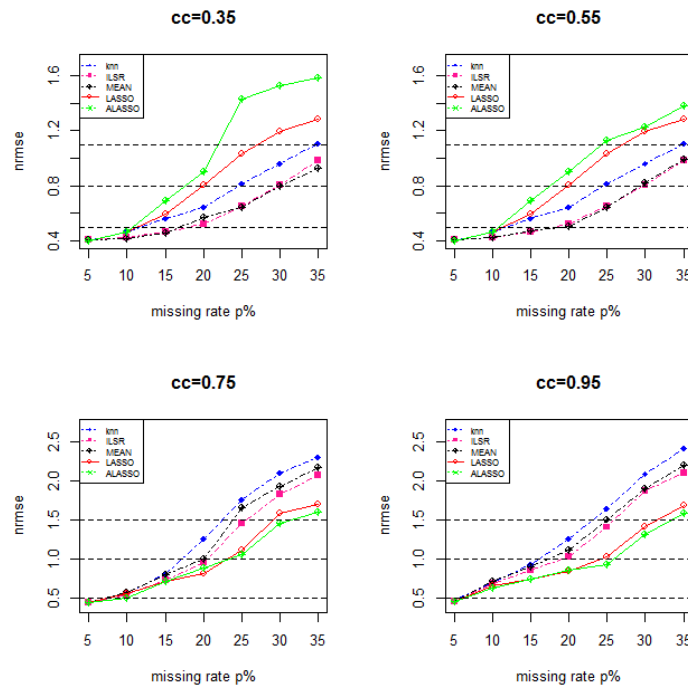 cc=0.35
nrmse
1.6
1.2
0.8
0.4
knn
ILSR
MEAN
LASSO
ALASSO
5 10 15 20 25 30 35
missing rate p%
cc=0.55
nrmse
1.6
1.2
0.8
0.4
knn
ILSR
MEAN
LASSO
ALASSO
5 10 15 20 25 30 35
missing rate p%
cc=0.75
nrmse
2.5
2.0
1.5
1.0
0.5
knn
ILSR
MEAN
LASSO
ALASSO
5 10 15 20 25 30 35
missing rate p%
cc=0.95
nrmse
2.5
2.0
1.5
1.0
0.5
knn
ILSR
MEAN
LASSO
ALASSO
5 10 15 20 25 30 35
missing rate p%